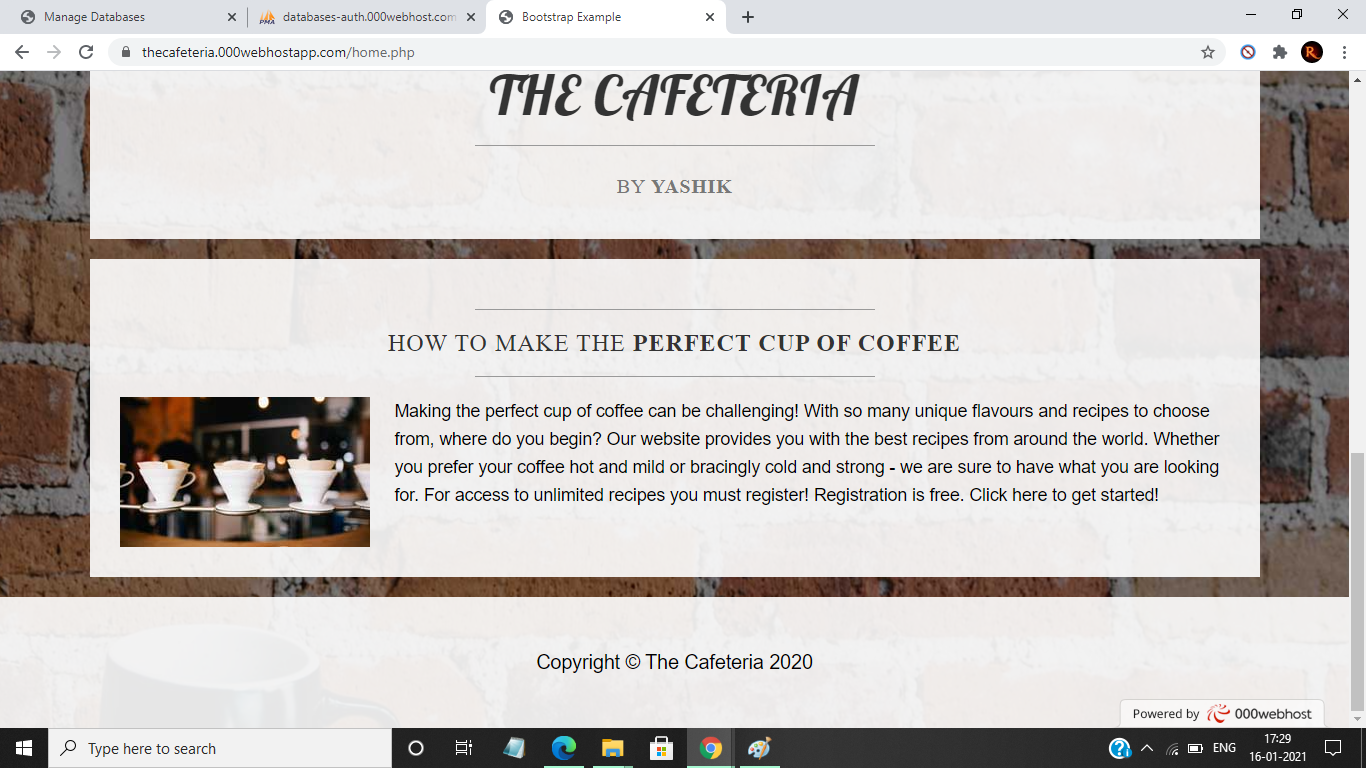 Manage Databases
databases-auth.000webhost.com
Bootstrap Example
thecafeteria.000webhostapp.com/home.php
THE CAFETERIA
BY YASHIK
HOW TO MAKE THE PERFECT CUP OF COFFEE
Making the perfect cup of coffee can be challenging! With so many unique flavours and recipes to choose
from, where do you begin? Our website provides you with the best recipes from around the world. Whether
you prefer your coffee hot and mild or bracingly cold and strong - we are sure to have what you are looking
for. For access to unlimited recipes you must register! Registration is free. Click here to get started!
Copyright © The Cafeteria 2020
Powered by 000webhost
Type here to search
ENG
17:29
16-01-2021